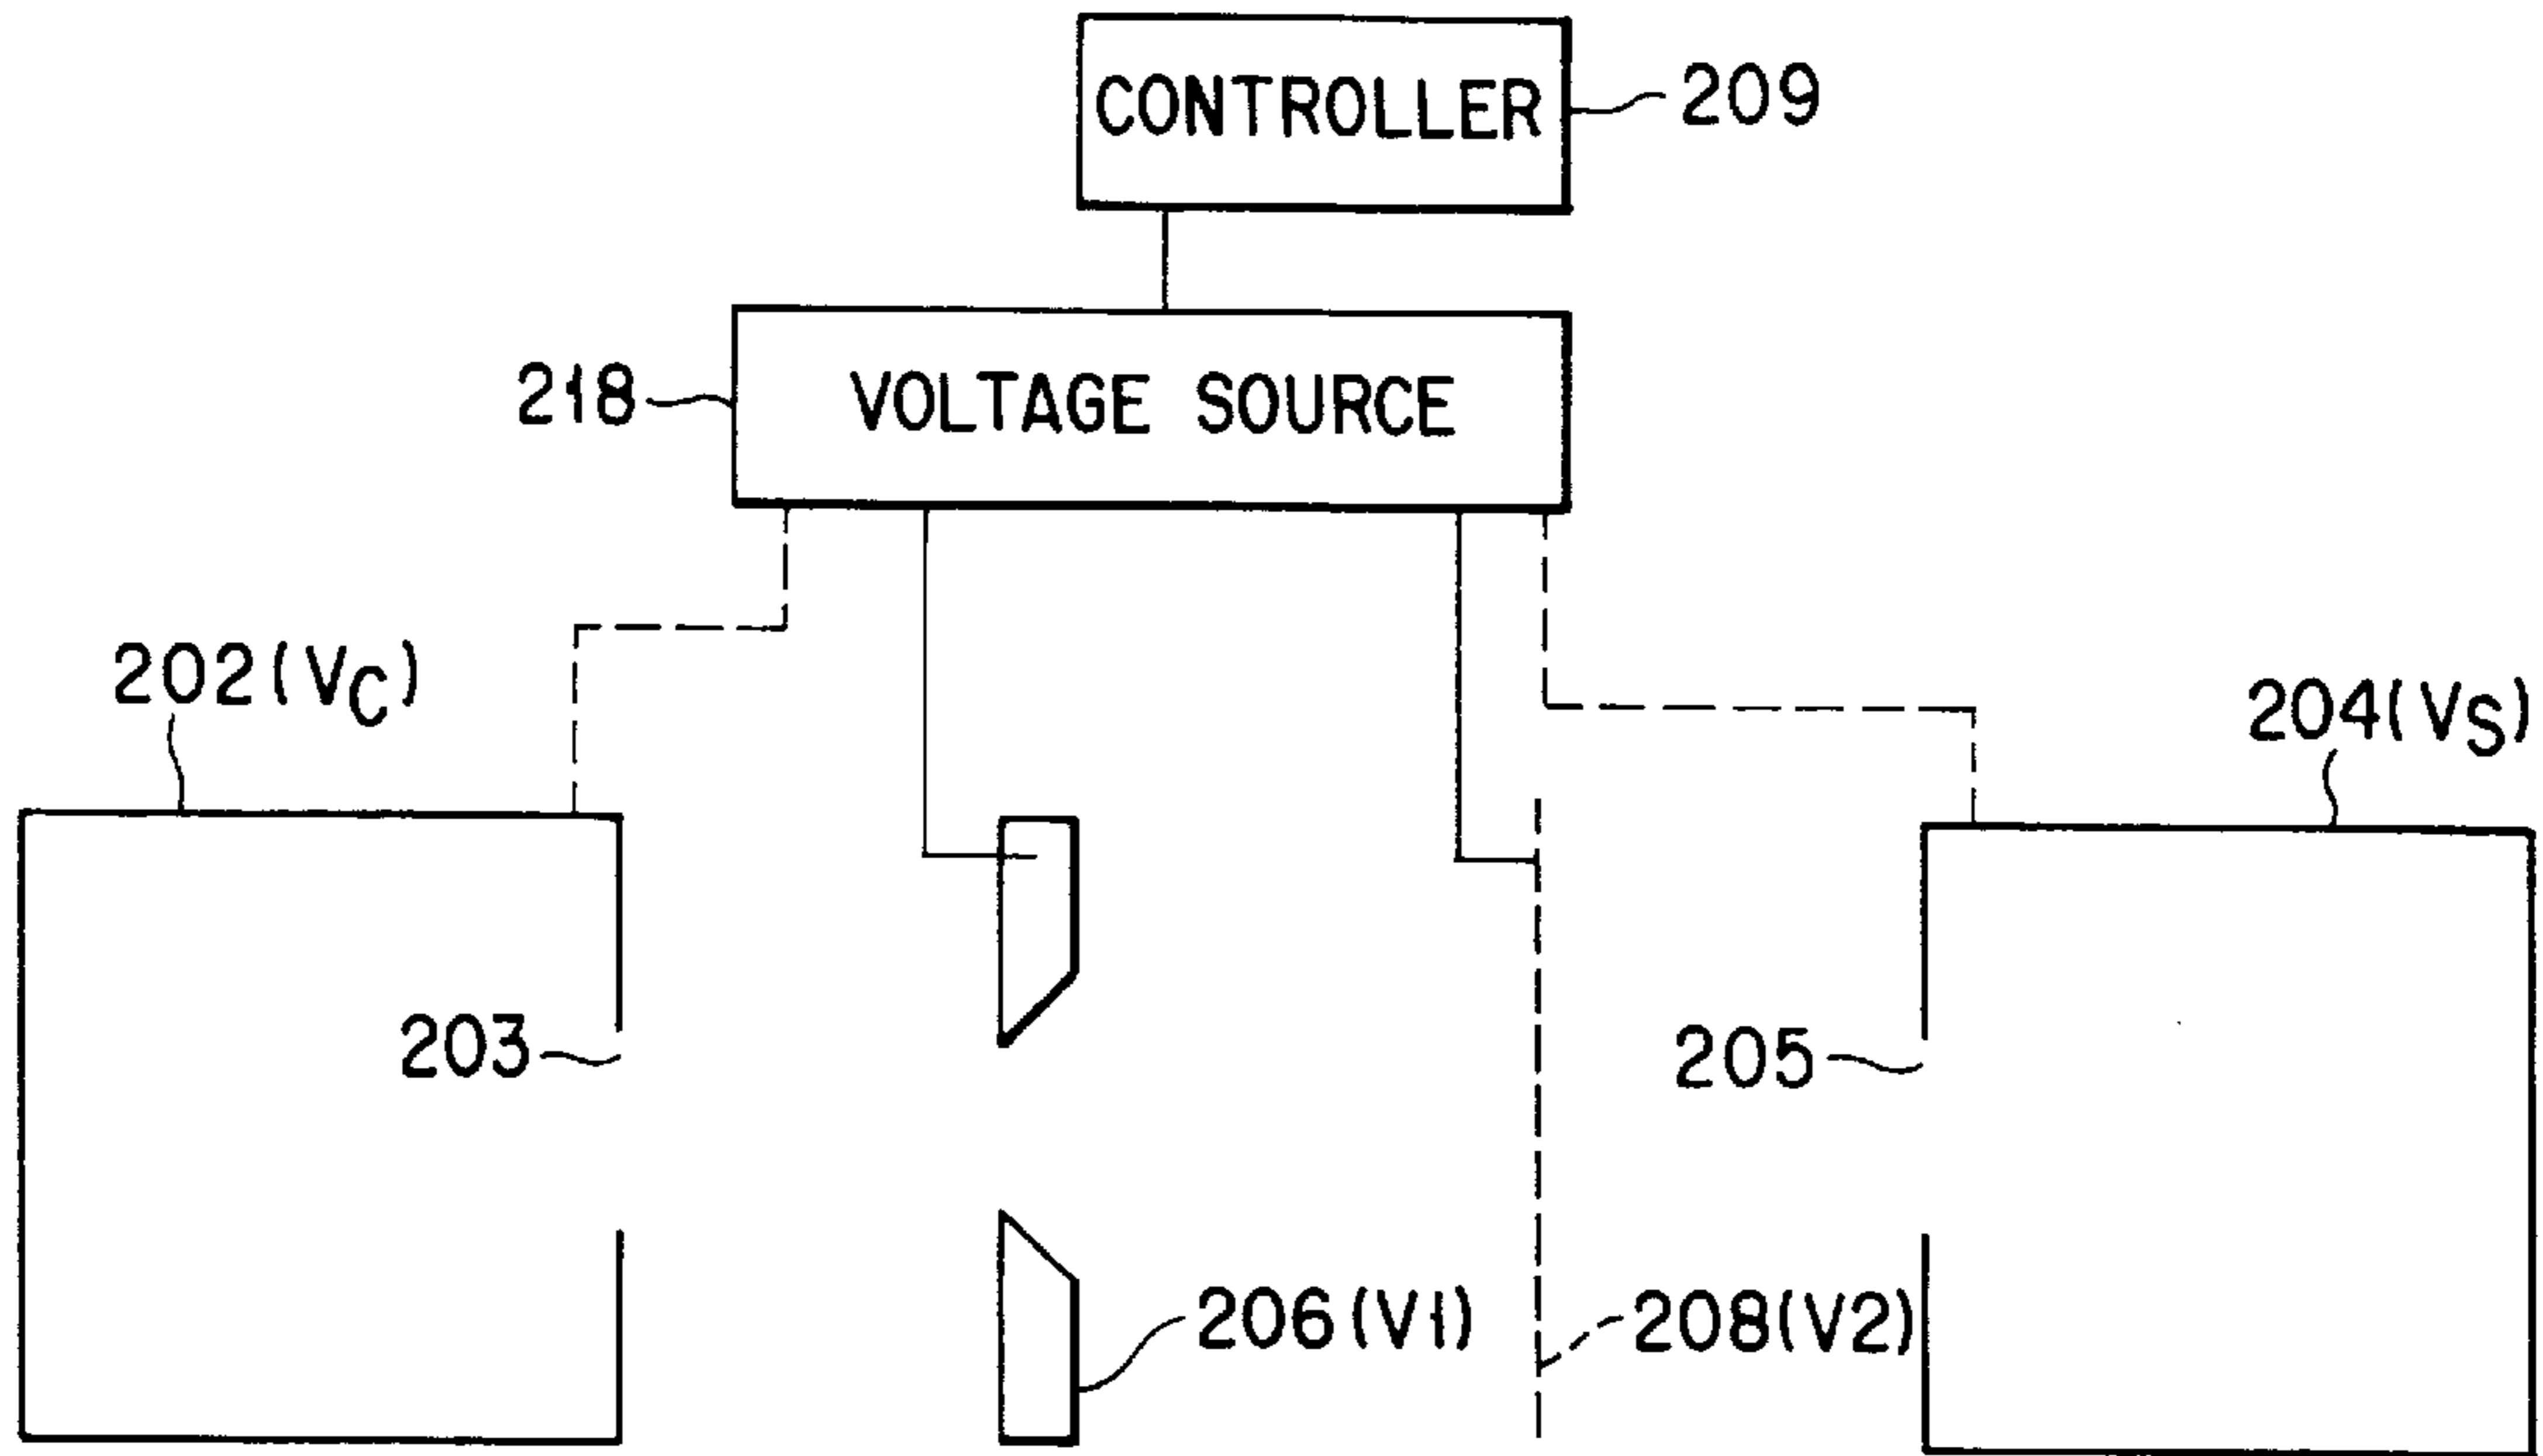 CONTROLLER
209
218
VOLTAGE SOURCE
202(VC)
204(VS)
203
205
206(V1)
208(V2)